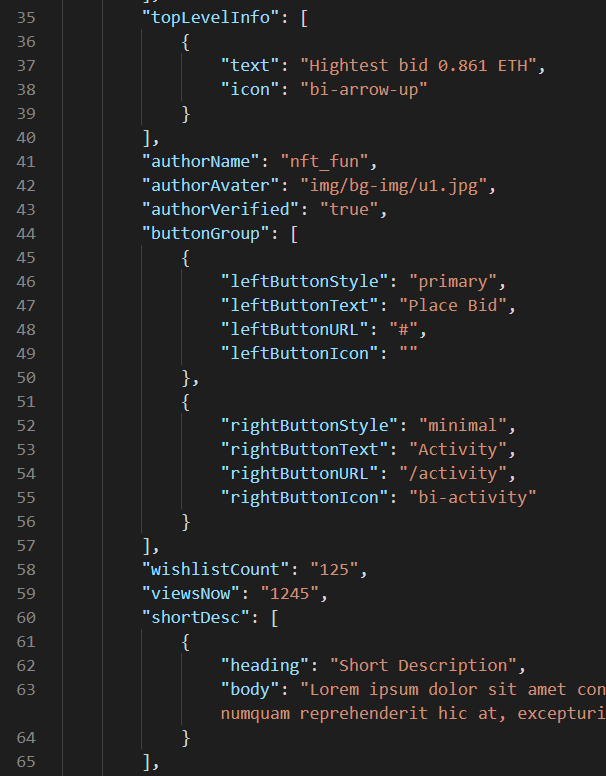 35 "topLevelInfo": [
36 {
37 "text": "Hightest bid 0.861 ETH",
38 "icon": "bi-arrow-up"
39 }
40 ],
41 "authorName": "nft_fun",
42 "authorAvater": "img/bg-img/u1.jpg",
43 "authorVerified": "true",
44 "buttonGroup": [
45 {
46 "leftButtonStyle": "primary",
47 "leftButtonText": "Place Bid",
48 "leftButtonURL": "#",
49 "leftButtonIcon": ""
50 },
51 {
52 "rightButtonStyle": "minimal",
53 "rightButtonText": "Activity",
54 "rightButtonURL": "/activity",
55 "rightButtonIcon": "bi-activity"
56 }
57 ],
58 "wishlistCount": "125",
59 "viewsNow": "1245",
60 "shortDesc": [
61 {
62 "heading": "Short Description",
63 "body": "Lorem ipsum dolor sit amet con
numquam reprehenderit hic at, excepturi
64 }
65 ],